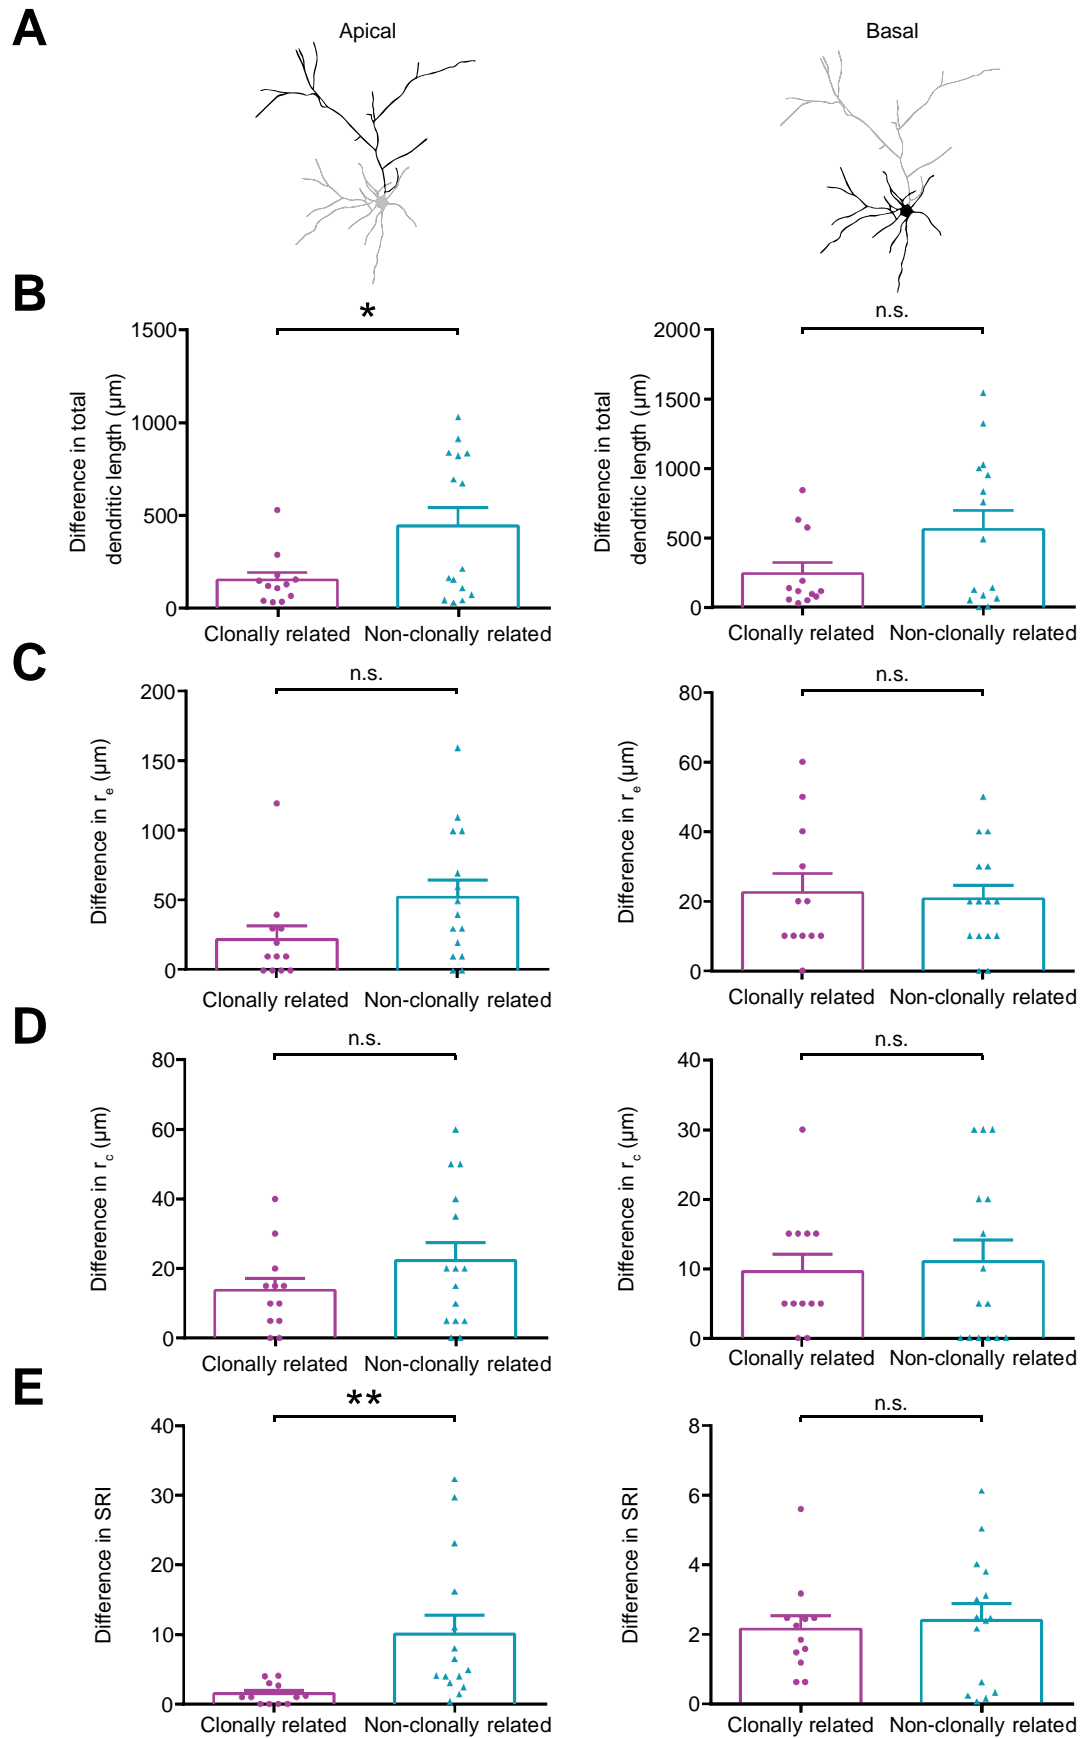 A
Apical
Basal
B
*
n.s.
Difference in total
dendritic length (µm)
1500
1000
500
0
Clonally related
Non-clonally related
Difference in total
dendritic length (µm)
2000
1500
1000
500
0
Clonally related
Non-clonally related
C
n.s.
n.s.
Difference in re (µm)
200
150
100
50
0
Clonally related
Non-clonally related
Difference in re (µm)
80
60
40
20
0
Clonally related
Non-clonally related
D
n.s.
n.s.
Difference in rc (µm)
80
60
40
20
0
Clonally related
Non-clonally related
Difference in rc (µm)
40
30
20
10
0
Clonally related
Non-clonally related
E
**
n.s.
Difference in SRI
40
30
20
10
0
Clonally related
Non-clonally related
Difference in SRI
8
6
4
2
0
Clonally related
Non-clonally related